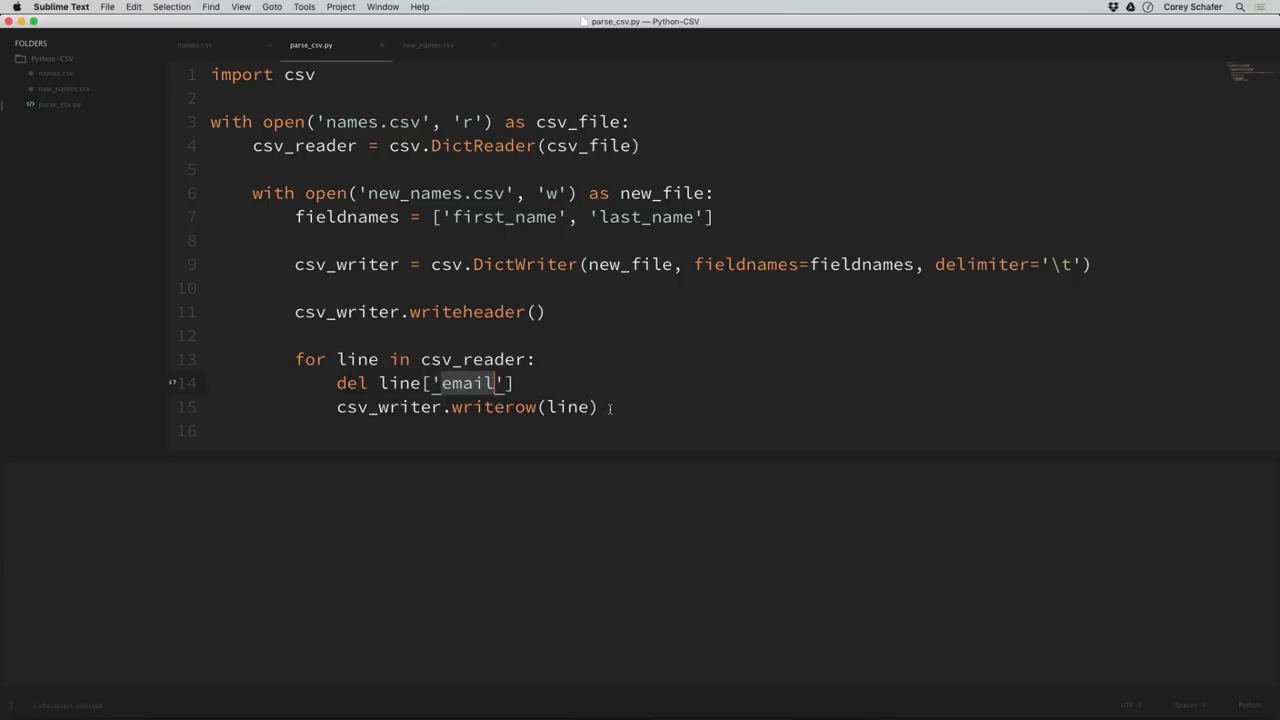 Sublime Text File Edit Selection Find View Goto Tools Project Window Help Corey Schafer
parse_csv.py — Python-CSV
FOLDERS
Python-CSV
names.csv
new_names.csv
parse_csv.py
names.csv × parse_csv.py × new_names.csv ×
1 import csv
2
3 with open('names.csv', 'r') as csv_file:
4 csv_reader = csv.DictReader(csv_file)
5
6 with open('new_names.csv', 'w') as new_file:
7 fieldnames = ['first_name', 'last_name']
8
9 csv_writer = csv.DictWriter(new_file, fieldnames=fieldnames, delimiter='\t')
10
11 csv_writer.writeheader()
12
13 for line in csv_reader:
14 del line['email']
15 csv_writer.writerow(line)
16
characters selected UTF-8 Spaces: 4 Python